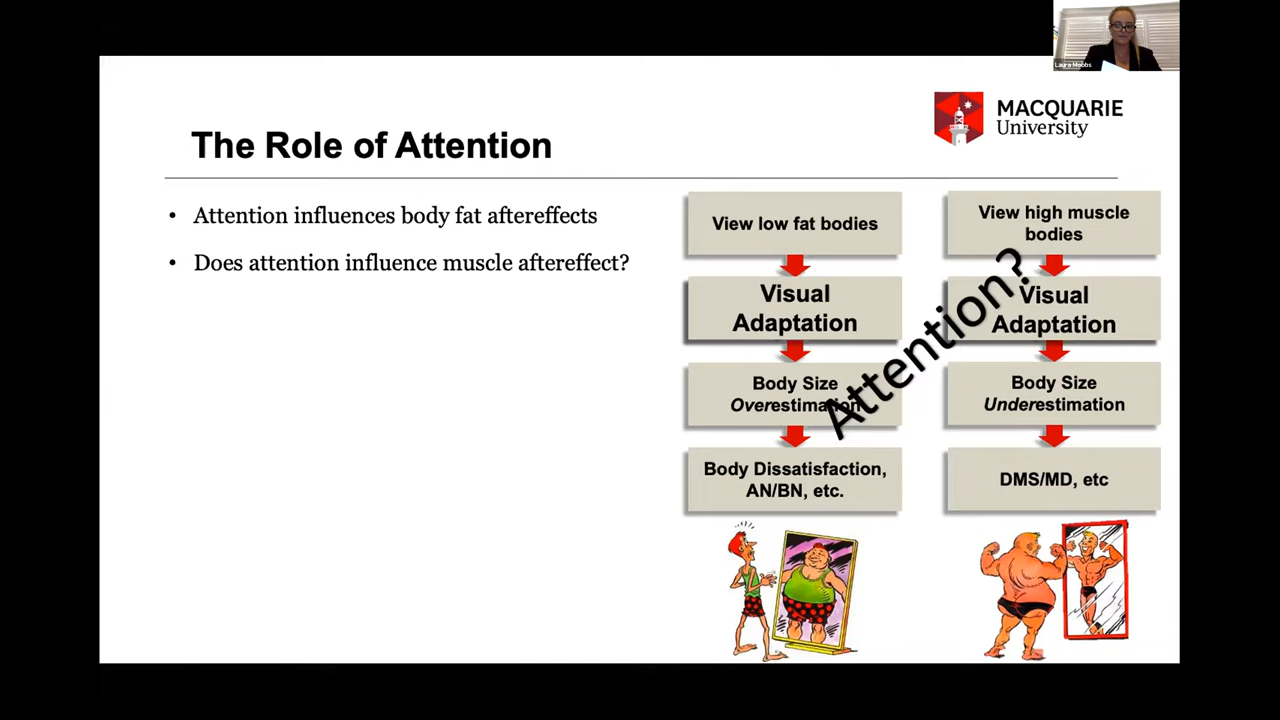 Laura Mobbs
MACQUARIE
University
The Role of Attention
• Attention influences body fat aftereffects
• Does attention influence muscle aftereffect?
View low fat bodies
Visual
Adaptation
Body Size
Overestimation
Body Dissatisfaction,
AN/BN, etc.
View high muscle
bodies
Visual
Adaptation
Body Size
Underestimation
DMS/MD, etc
Attention?